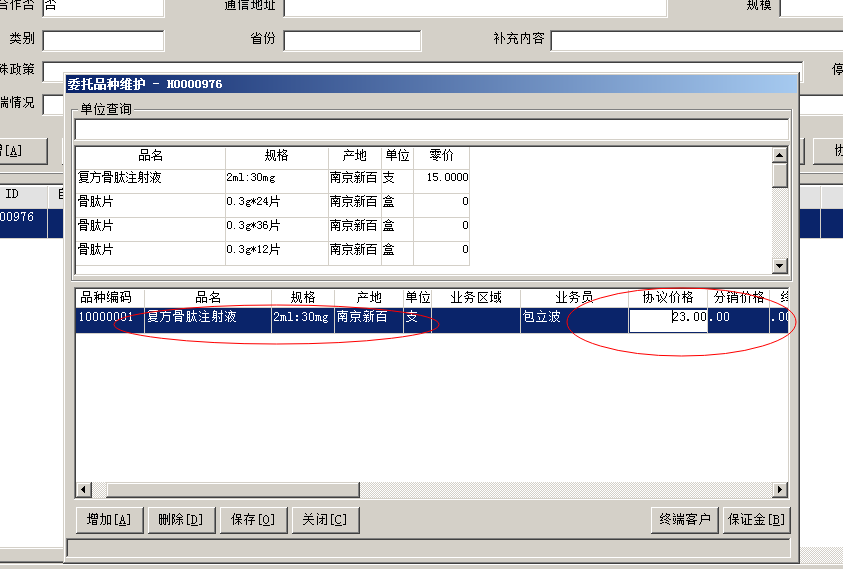 合作否 否 通信地址 规模
类别 省份 补充内容
殊政策 停
端情况
委托品种维护 - H0000976
增[A] 协
单位查询
品名 规格 产地 单位 零价
复方骨肽注射液 2ml:30mg 南京新百 支 15.0000
骨肽片 0.3g*24片 南京新百 盒 0
骨肽片 0.3g*36片 南京新百 盒 0
骨肽片 0.3g*12片 南京新百 盒 0
ID
00976
品种编码 品名 规格 产地 单位 业务区域 业务员 协议价格 分销价格
10000001 复方骨肽注射液 2ml:30mg 南京新百 支 包立波 23.00 .00 .00
增加[A] 删除[D] 保存[O] 关闭[C] 终端客户 保证金[B]